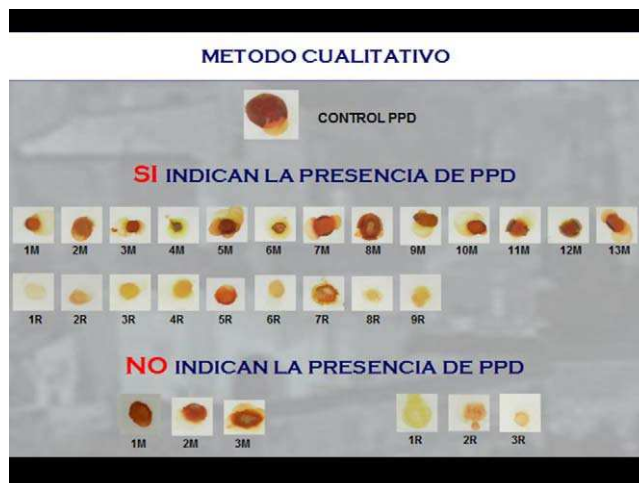 METODO CUALITATIVO
CONTROL PPD
SI INDICAN LA PRESENCIA DE PPD
1M 2M 3M 4M 5M 6M 7M 8M 9M 10M 11M 12M 13M
1R 2R 3R 4R 5R 6R 7R 8R 9R
NO INDICAN LA PRESENCIA DE PPD
1M 2M 3M 1R 2R 3R